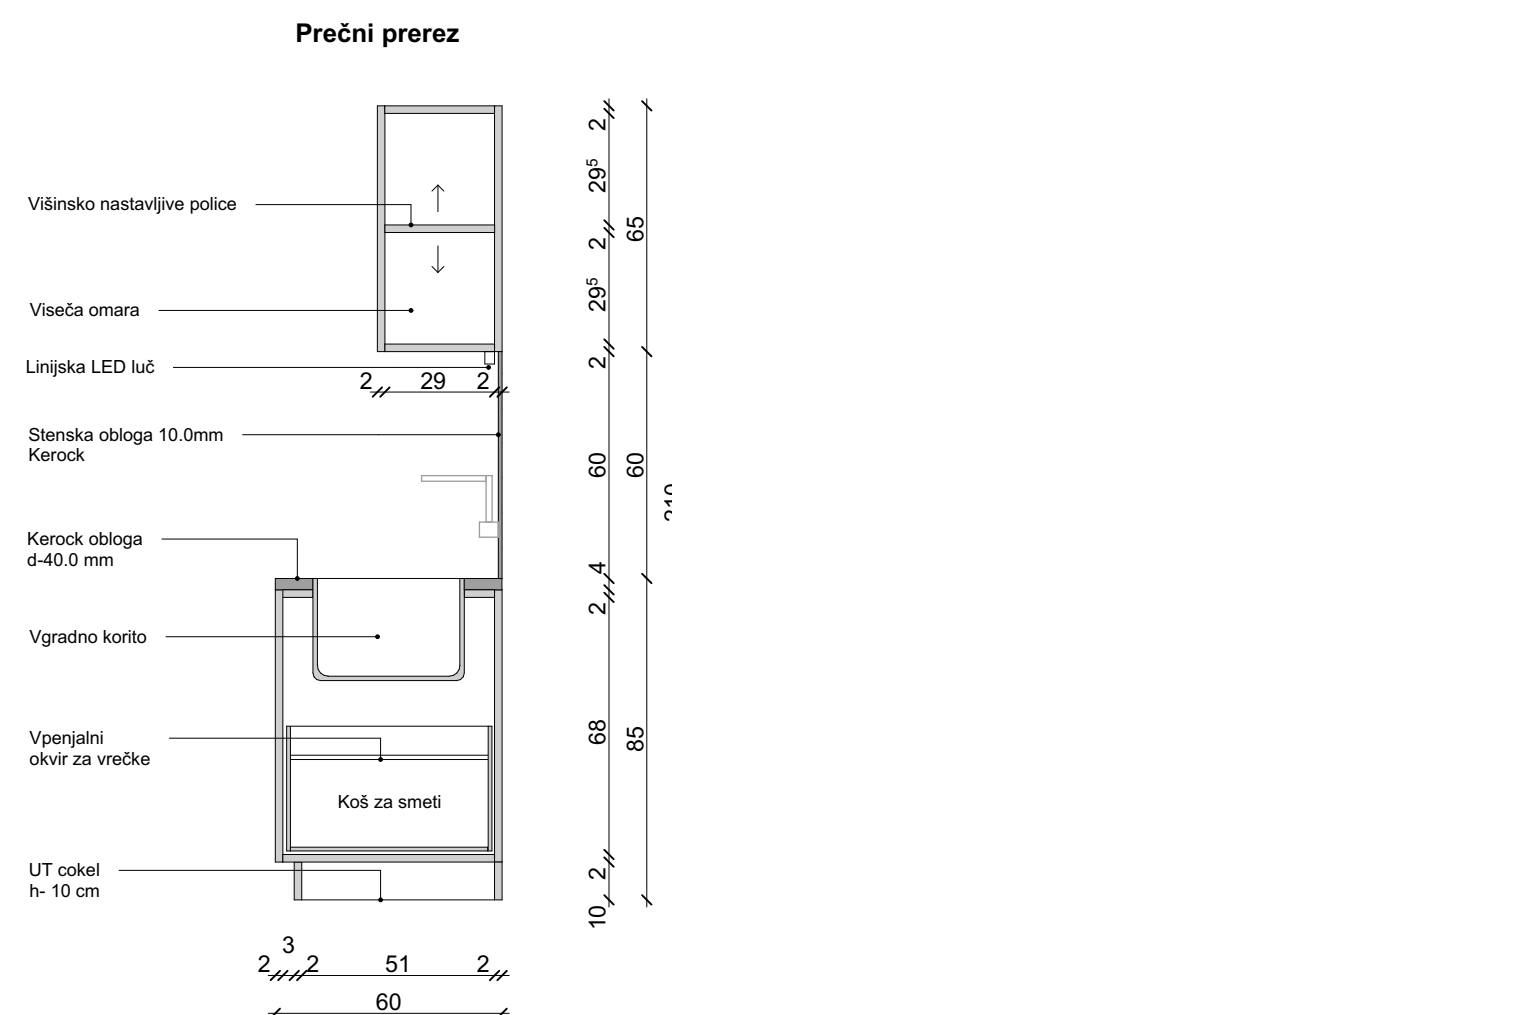 Prečni prerez
Višinsko nastavljive police
Viseča omara
Linijska LED luč
Stenska obloga 10.0mm
Kerock
Kerock obloga
d-40.0 mm
Vgradno korito
Vpenjalni
okvir za vrečke
Koš za smeti
UT cokel
h- 10 cm
2 29 2
3
2 2 51 2
60
2
29⁵
2
29⁵
2
60
4
2
68
2
10
65
60
85